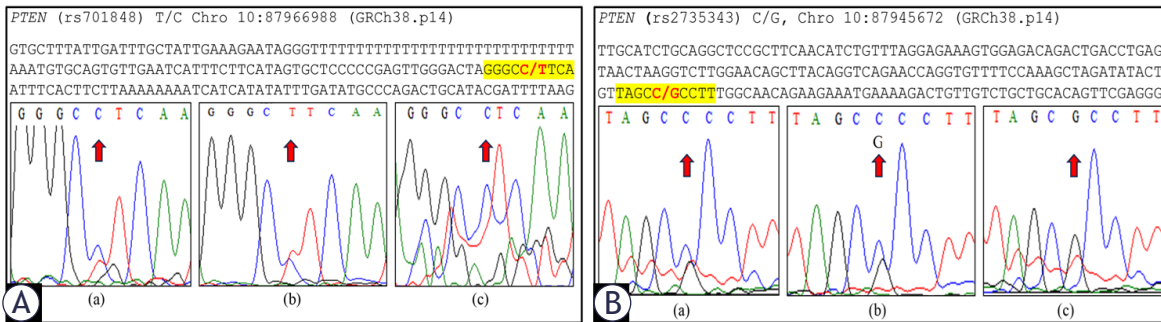 PTEN (rs701848) T/C Chro 10:87966988 (GRCh38.p14)
GTGCTTTATTGATTTGCTATTGAAAGAATAGGGTTTTTTTTTTTTTTTTTTTTTTTTTTTTT
AAATGTGCAGTGTTGAATCATTTCTTCATAGTGCTCCCCCGAGTTGGGACTAGGGCC/TTCA
ATTTCACTTCTTAAAAAAAAATCATCATATATTTGATATGCCCAGACTGCATACGATTTTAAG
G G G C C T C A A
G G G C T T C A A
G G G C C T C A A
(a) (b) (c)
A
PTEN (rs2735343) C/G, Chro 10:87945672 (GRCh38.p14)
TTGCATCTGCAGGCTCCGCTTCAACATCTGTTTAGGAGAAAGTGGAGACAGACTGACCTGAG
TAACTAAGGTCTTGGAACAGCTTACAGGTCAGAACCAGGTGTTTTCCAAAGCTAGATATACT
GTTAGCC/GCCTTTGGCAACAGAAGAAATGAAAAGACTGTTGTCTGCTGCACAGTTCGAGGG
T A G C C C C T T
T A G C C C C T T
G
T A G C G C C T T
(a) (b) (c)
B